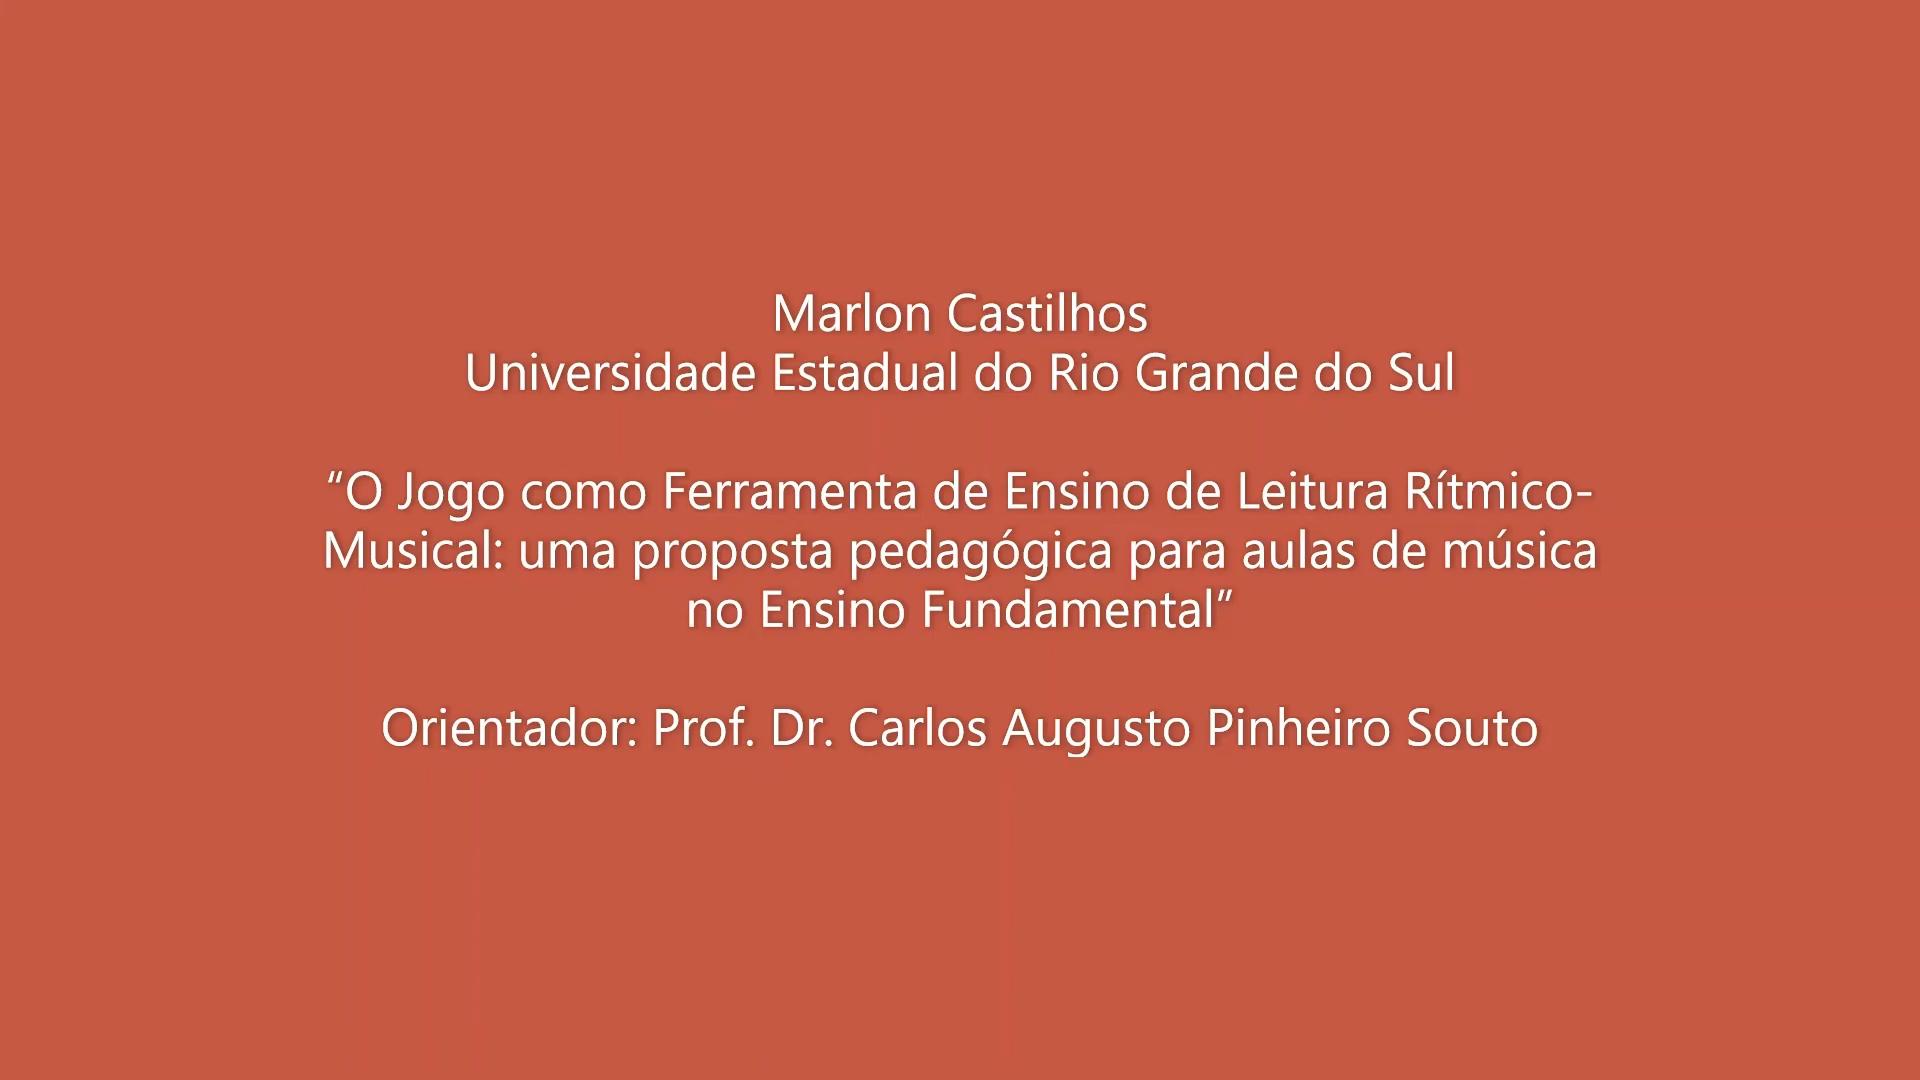 Marlon Castilhos
Universidade Estadual do Rio Grande do Sul
“O Jogo como Ferramenta de Ensino de Leitura Rítmico-
Musical: uma proposta pedagógica para aulas de música
no Ensino Fundamental”
Orientador: Prof. Dr. Carlos Augusto Pinheiro Souto